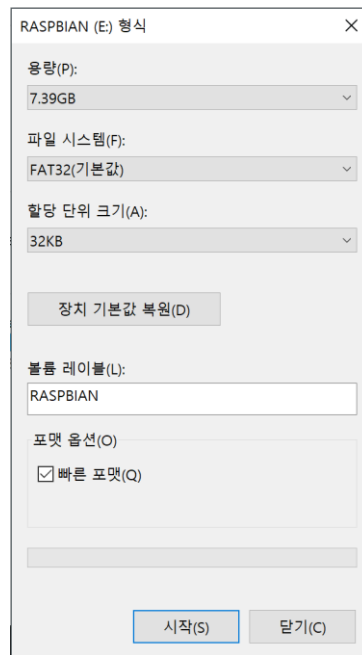 RASPBIAN (E:) 형식
용량(P):
7.39GB
파일 시스템(F):
FAT32(기본값)
할당 단위 크기(A):
32KB
장치 기본값 복원(D)
볼륨 레이블(L):
RASPBIAN
포맷 옵션(O)
빠른 포맷(Q)
시작(S) 닫기(C)